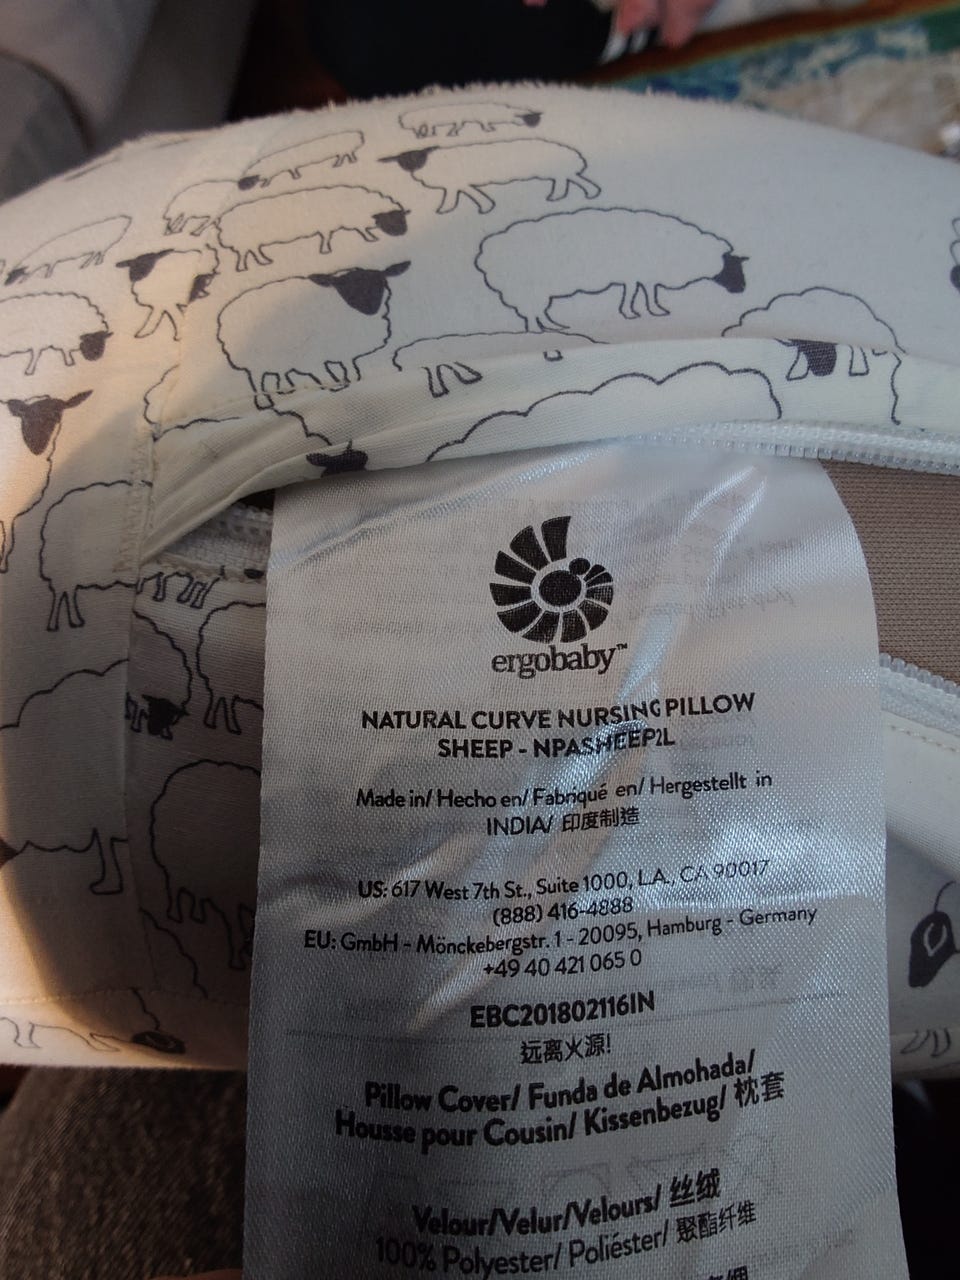 ergobaby™
NATURAL CURVE NURSING PILLOW
SHEEP - NPASHEEP2L
Made in/ Hecho en/ Fabriqué en/ Hergestellt in
INDIA/ 印度制造
US: 617 West 7th St., Suite 1000, L.A., CA 90017
(888) 416-4888
EU: GmbH - Mönckebergstr. 1 - 20095, Hamburg - Germany
+49 40 421 065 0
EBC201802116IN
远离火源!
Pillow Cover/ Funda de Almohada/
Housse pour Cousin/ Kissenbezug/ 枕套
Velour/Velur/Velours/ 丝绒
100% Polyester/ Poliéster/ 聚酯纤维